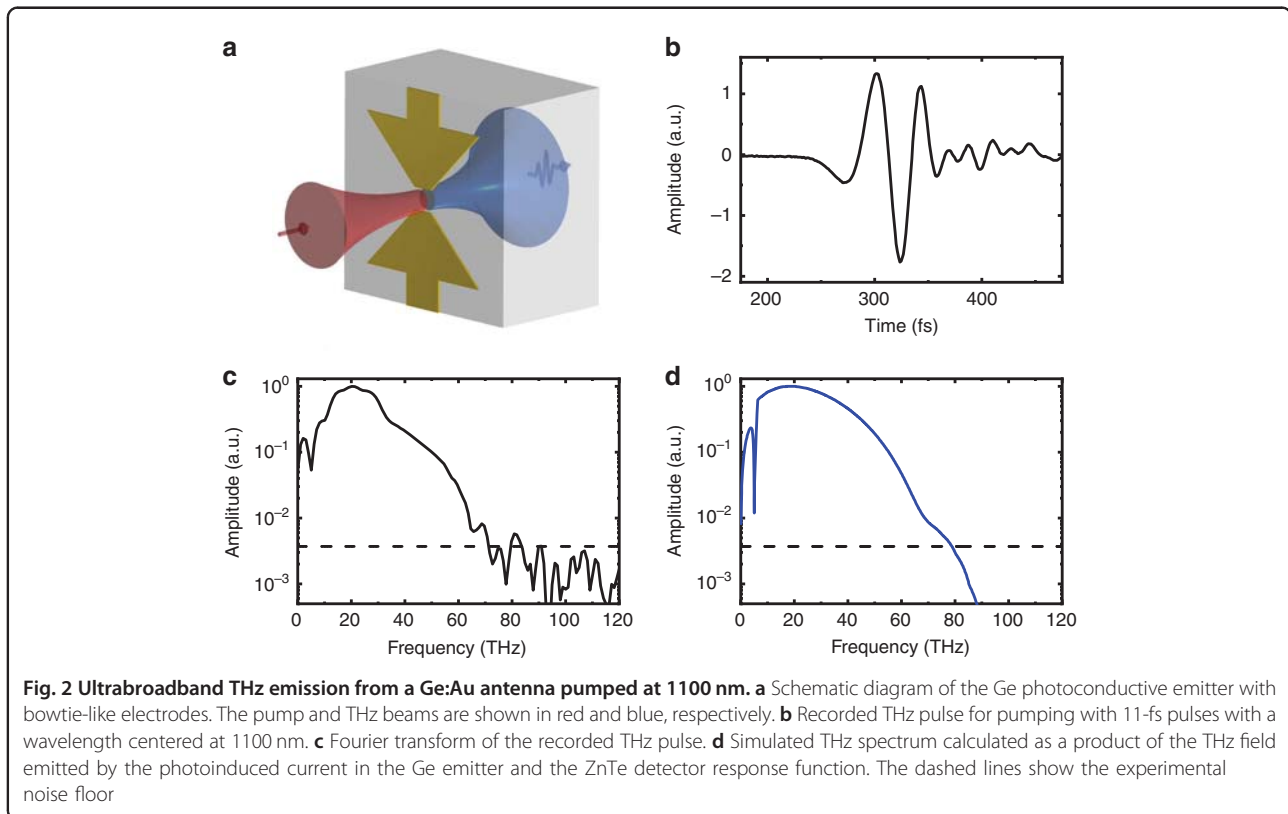 a
b
Amplitude (a.u.)
1
0
−1
−2
200
300
400
Time (fs)
c
Amplitude (a.u.)
10⁰
10⁻¹
10⁻²
10⁻³
0
20
40
60
80
100
120
Frequency (THz)
d
Amplitude (a.u.)
10⁰
10⁻¹
10⁻²
10⁻³
0
20
40
60
80
100
120
Frequency (THz)
Fig. 2 Ultrabroadband THz emission from a Ge:Au antenna pumped at 1100 nm. a Schematic diagram of the Ge photoconductive emitter with
bowtie-like electrodes. The pump and THz beams are shown in red and blue, respectively. b Recorded THz pulse for pumping with 11-fs pulses with a
wavelength centered at 1100 nm. c Fourier transform of the recorded THz pulse. d Simulated THz spectrum calculated as a product of the THz field
emitted by the photoinduced current in the Ge emitter and the ZnTe detector response function. The dashed lines show the experimental
noise floor